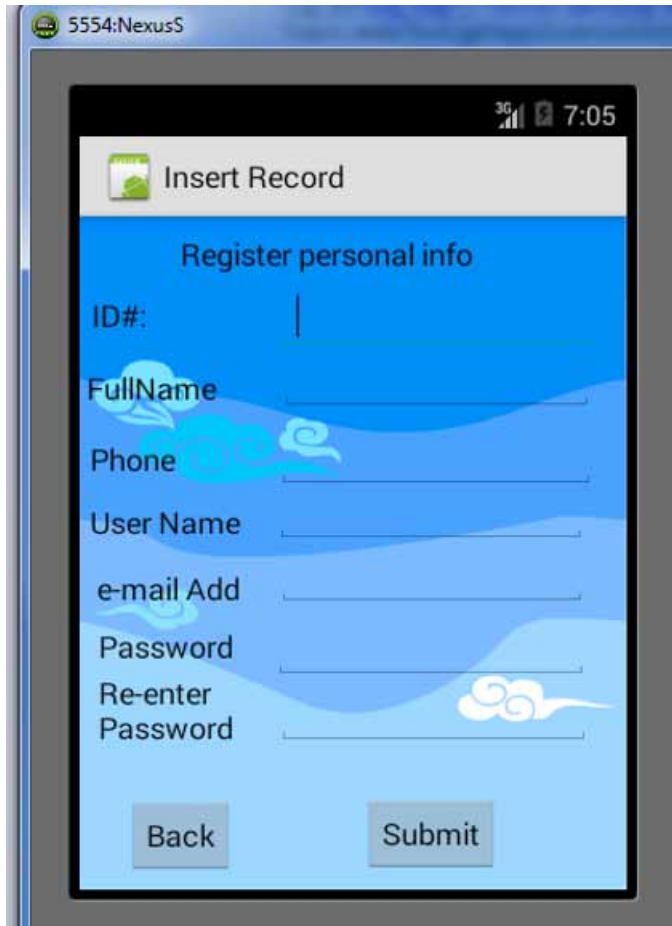 5554:NexusS
3G 7:05
Insert Record
Register personal info
ID#:
FullName
Phone
User Name
e-mail Add
Password
Re-enter
Password
Back
Submit